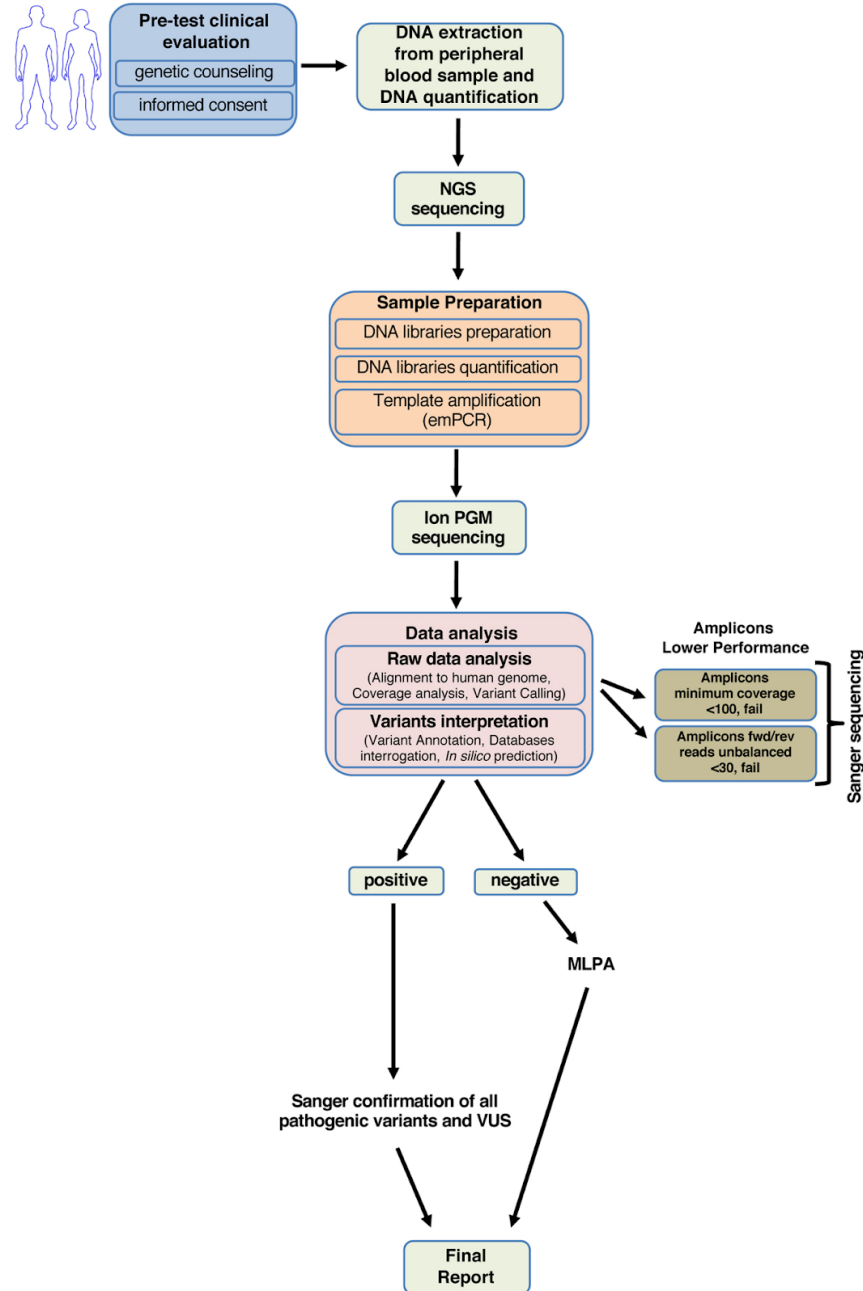 Pre-test clinical
evaluation
genetic counseling
informed consent
DNA extraction
from peripheral
blood sample and
DNA quantification
NGS
sequencing
Sample Preparation
DNA libraries preparation
DNA libraries quantification
Template amplification
(emPCR)
Ion PGM
sequencing
Data analysis
Raw data analysis
(Alignment to human genome,
Coverage analysis, Variant Calling)
Variants interpretation
(Variant Annotation, Databases
interrogation, In silico prediction)
Amplicons
Lower Performance
Amplicons
minimum coverage
<100, fail
Amplicons fwd/rev
reads unbalanced
<30, fail
Sanger sequencing
positive
negative
MLPA
Sanger confirmation of all
pathogenic variants and VUS
Final
Report